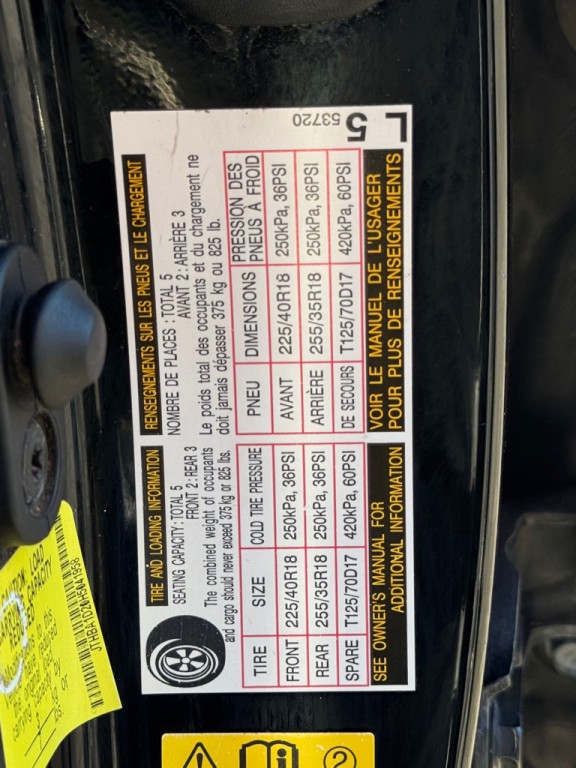 TIRE AND LOADING INFORMATION
SEATING CAPACITY : TOTAL 5
FRONT 2 : REAR 3
The combined weight of occupants
and cargo should never exceed 375 kg or 825 lbs.
TIRE SIZE COLD TIRE PRESSURE
FRONT 225/40R18 250kPa, 36PSI
REAR 255/35R18 250kPa, 36PSI
SPARE T125/70D17 420kPa, 60PSI
SEE OWNER'S MANUAL FOR
ADDITIONAL INFORMATION
RENSEIGNEMENTS SUR LES PNEUS ET LE CHARGEMENT
NOMBRE DE PLACES : TOTAL 5
AVANT 2 : ARRIÈRE 3
Le poids total des occupants et du chargement ne
doit jamais dépasser 375 kg ou 825 lb.
PNEU DIMENSIONS PRESSION DES
PNEUS À FROID
AVANT 225/40R18 250kPa, 36PSI
ARRIÈRE 255/35R18 250kPa, 36PSI
DE SECOURS T125/70D17 420kPa, 60PSI
VOIR LE MANUEL DE L'USAGER
POUR PLUS DE RENSEIGNEMENTS
L5
53720
LOAD
CAPACITY